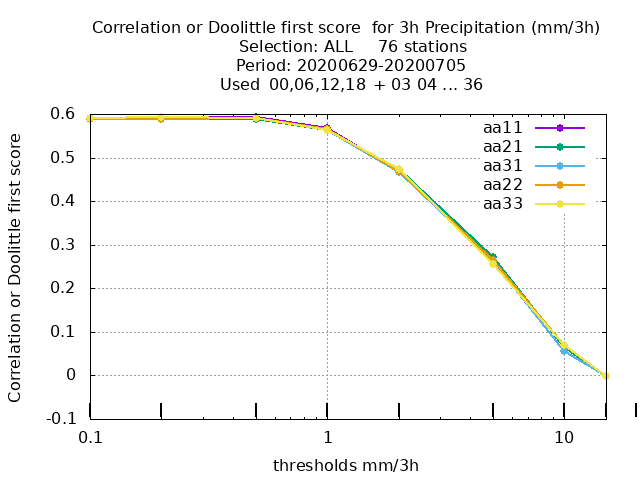 Correlation or Doolittle first score  for 3h Precipitation (mm/3h)
Selection: ALL     76 stations
Period: 20200629-20200705
Used  00,06,12,18  + 03 04 ... 36
Correlation or Doolittle first score
0.6
0.5
0.4
0.3
0.2
0.1
0
-0.1
aa11
aa21
aa31
aa22
aa33
0.1
1
10
thresholds mm/3h